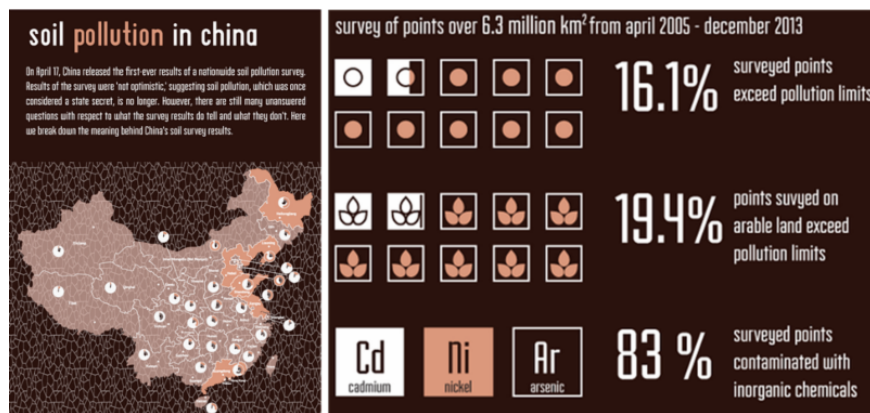 soil pollution in china
On April 17, China released the first-ever results of a nationwide soil pollution survey.
Results of the survey were 'not optimistic,' suggesting soil pollution, which was once
considered a state secret, is no longer. However, there are still many unanswered
questions with respect to what the survey results do tell and what they don't. Here
we break down the meaning behind China's soil survey results.
survey of points over 6.3 million km² from april 2005 - december 2013
16.1%
surveyed points
exceed pollution limits
19.4%
points suvyed on
arable land exceed
pollution limits
Cd
cadmium
Ni
nickel
Ar
arsenic
83 %
surveyed points
contaminated with
inorganic chemicals